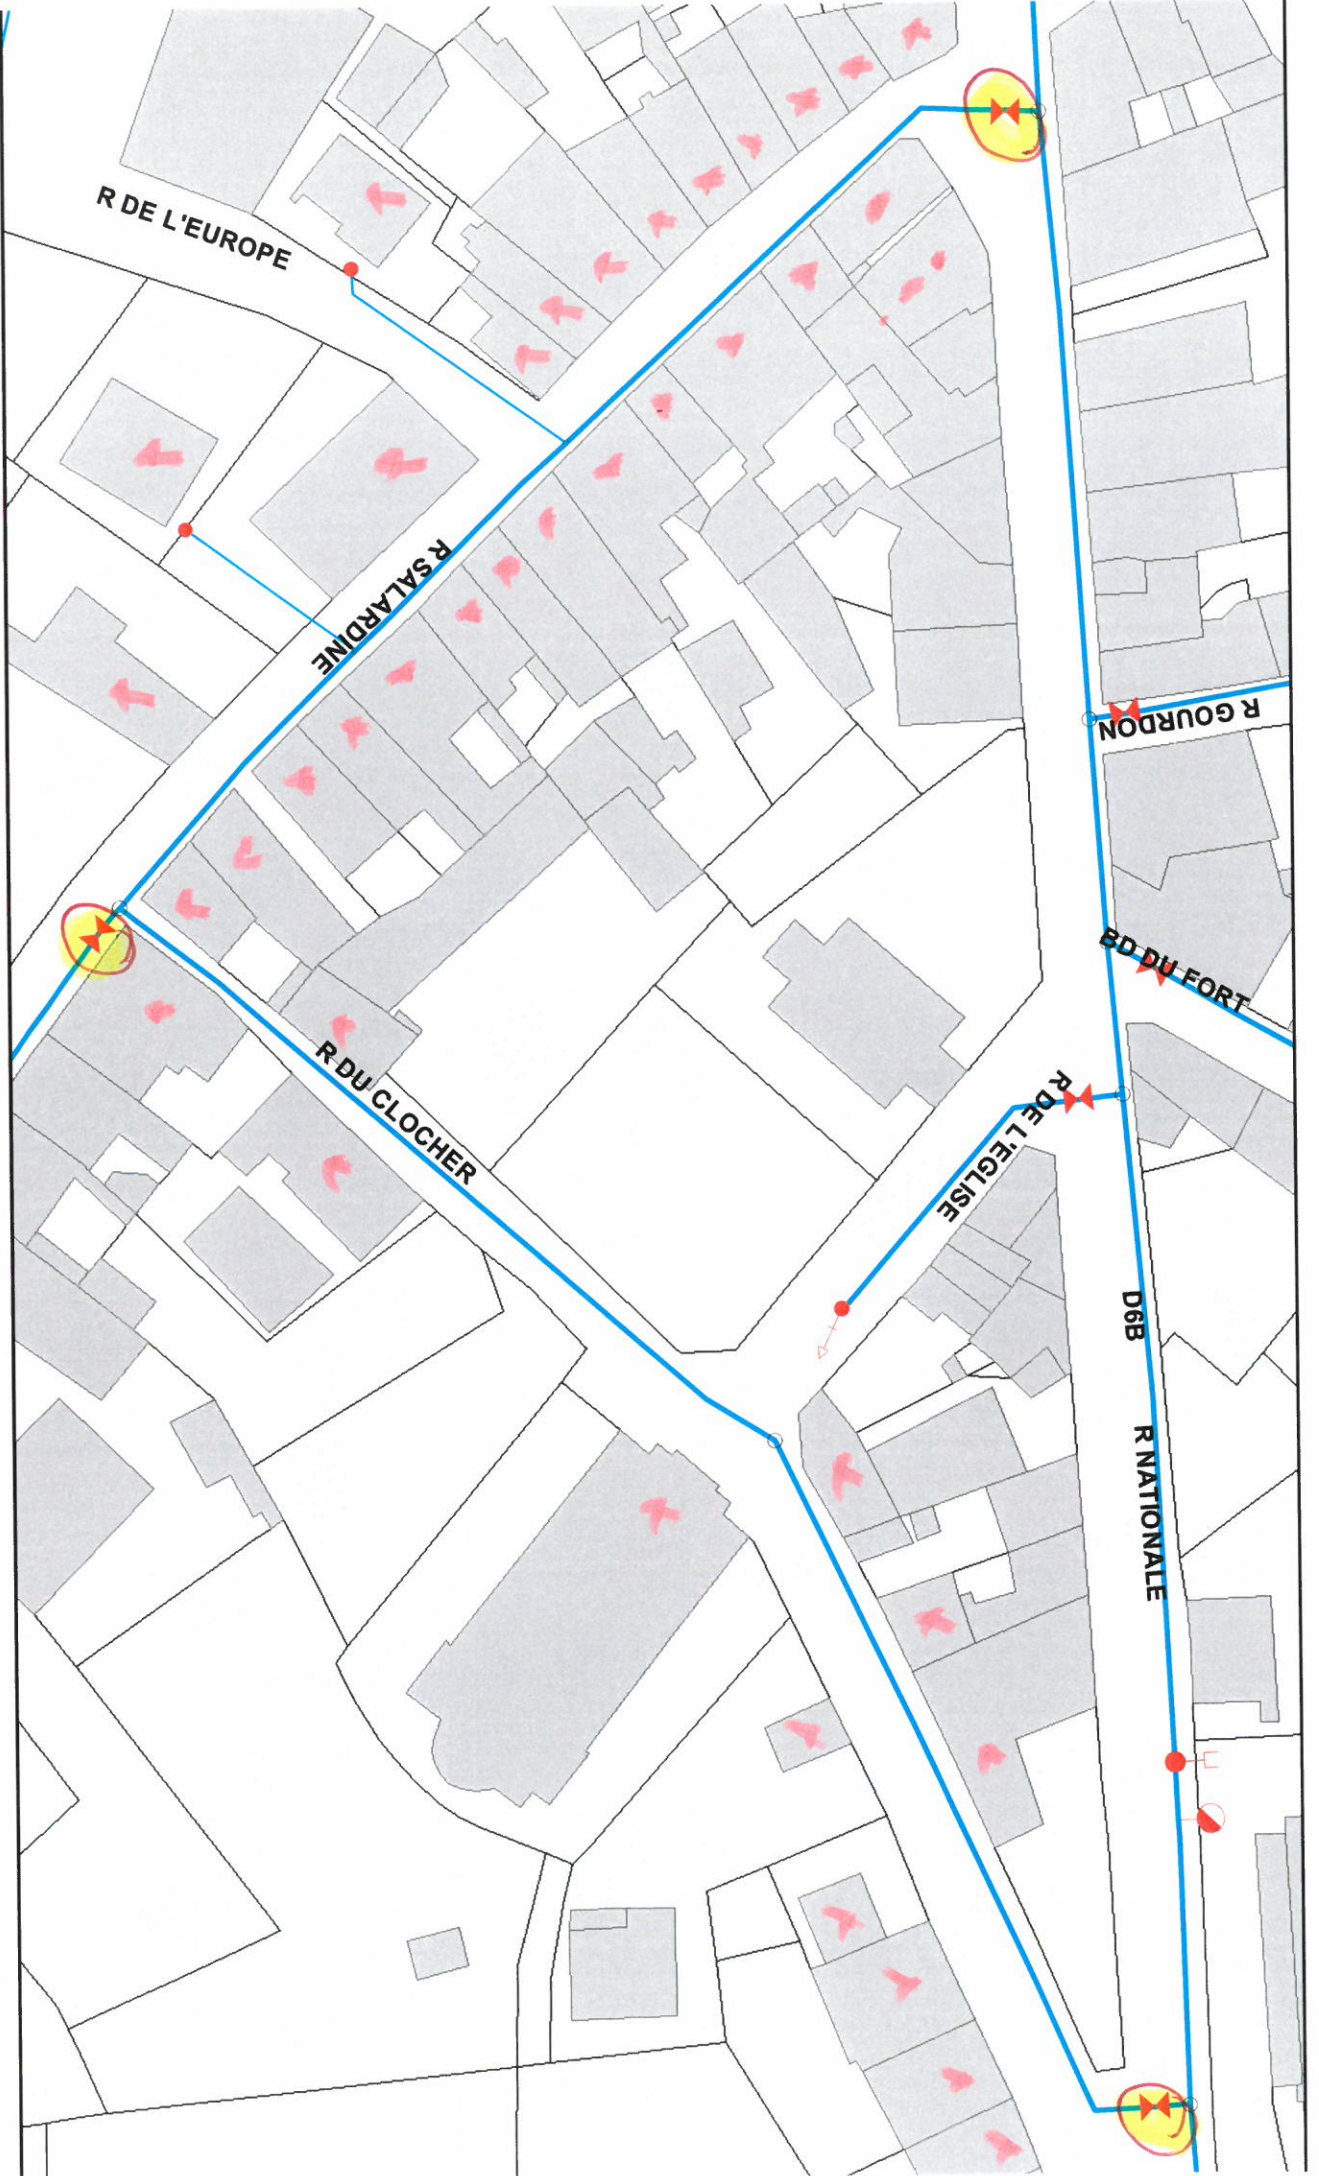 R DE L'EUROPE
R SALARDINE
R GOURDON
BD DU FORT
R DU CLOCHER
R DE L'EGLISE
D6B
R NATIONALE